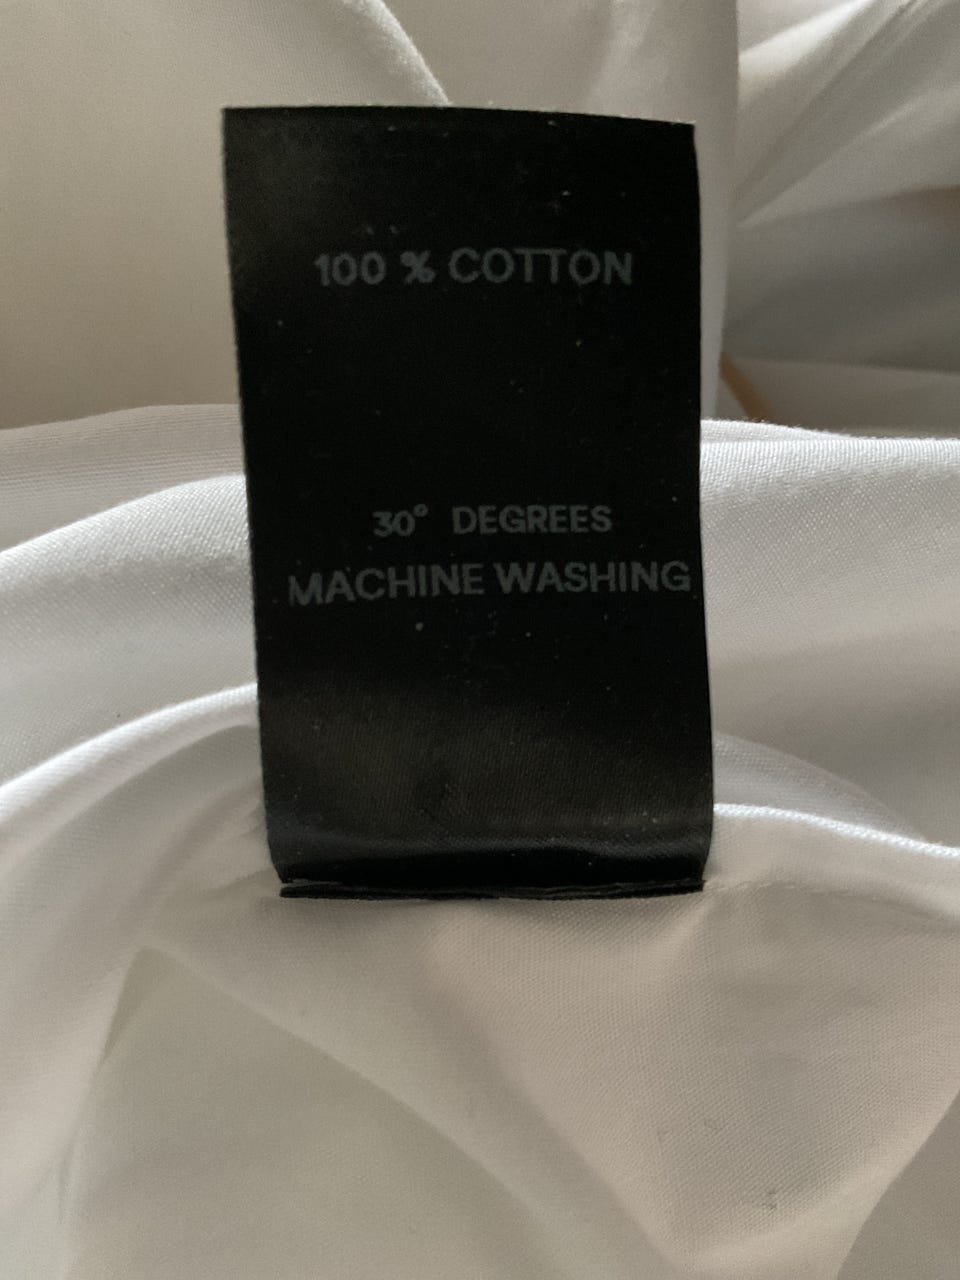 100 % COTTON
30° DEGREES
MACHINE WASHING